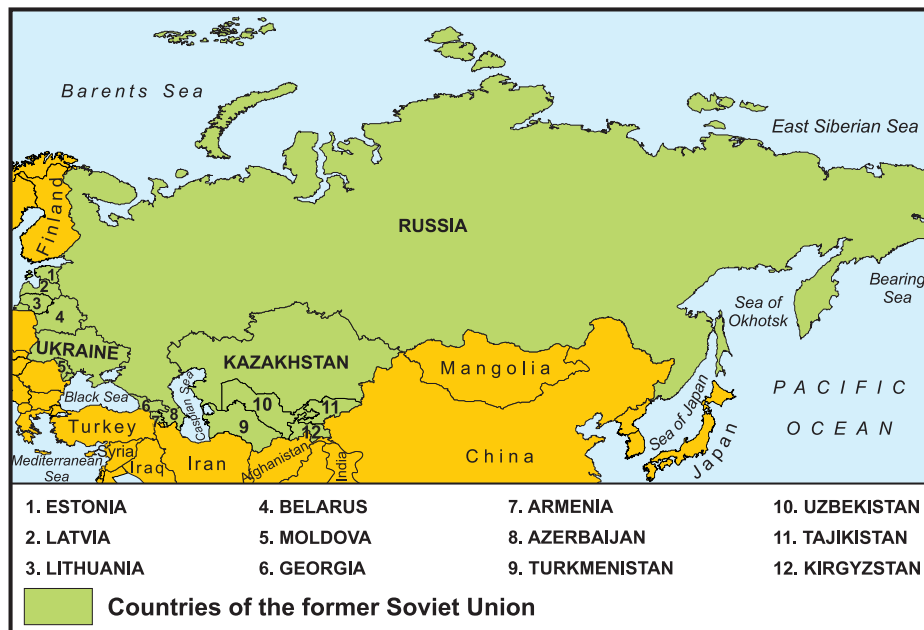 Barents Sea
East Siberian Sea
RUSSIA
Finland
Bearing
Sea
Sea of
Okhotsk
1
2
3
4
UKRAINE
5
KAZAKHSTAN
Mangolia
PACIFIC
OCEAN
Black Sea
Caspian Sea
Sea of Japan
Japan
6
7
8
9
10
11
12
Turkey
Syria
Iraq
Iran
Afghanistan
India
China
Mediterranean
Sea
1. ESTONIA
2. LATVIA
3. LITHUANIA
4. BELARUS
5. MOLDOVA
6. GEORGIA
7. ARMENIA
8. AZERBAIJAN
9. TURKMENISTAN
10. UZBEKISTAN
11. TAJIKISTAN
12. KIRGYZSTAN
Countries of the former Soviet Union